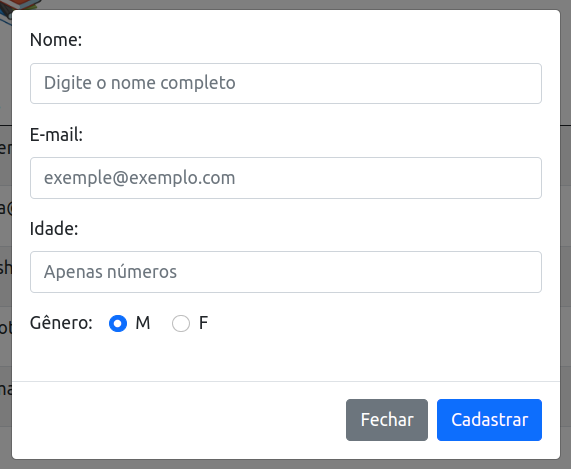 Nome:
Digite o nome completo
E-mail:
exemple@exemplo.com
Idade:
Apenas números
Gênero: M F
Fechar Cadastrar